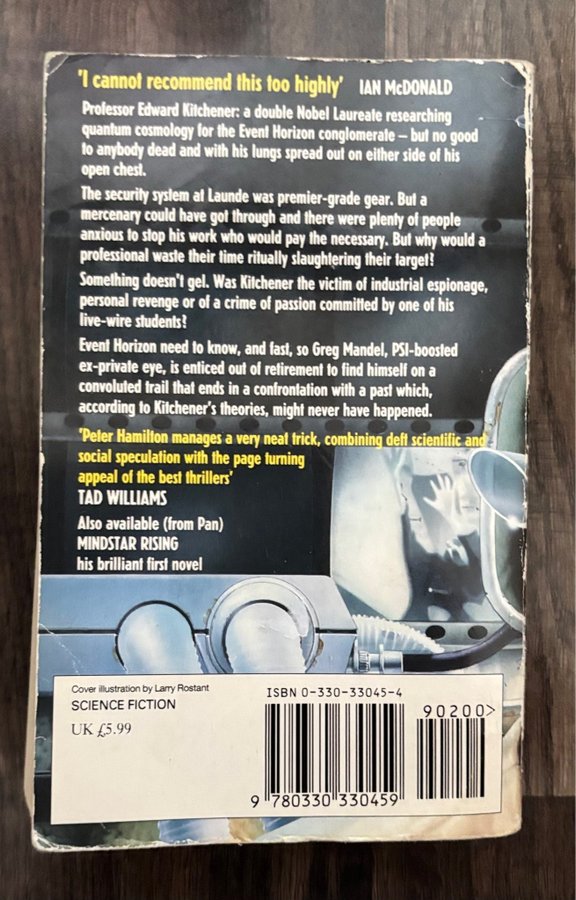 'I cannot recommend this too highly' IAN McDONALD
Professor Edward Kitchener: a double Nobel Laureate researching
quantum cosmology for the Event Horizon conglomerate – but no good
to anybody dead and with his lungs spread out on either side of his
open chest.
The security system at Launde was premier-grade gear. But a
mercenary could have got through and there were plenty of people
anxious to stop his work who would pay the necessary. But why would a
professional waste their time ritually slaughtering their target?
Something doesn't gel. Was Kitchener the victim of industrial espionage,
personal revenge or of a crime of passion committed by one of his
live-wire students?
Event Horizon need to know, and fast, so Greg Mandel, PSI-boosted
ex-private eye, is enticed out of retirement to find himself on a
convoluted trail that ends in a confrontation with a past which,
according to Kitchener's theories, might never have happened.
'Peter Hamilton manages a very neat trick, combining deft scientific and
social speculation with the page turning
appeal of the best thrillers'
TAD WILLIAMS
Also available (from Pan)
MINDSTAR RISING
his brilliant first novel
Cover illustration by Larry Rostant
SCIENCE FICTION
UK £5.99
ISBN 0-330-33045-4
90200>
9 780330 330459